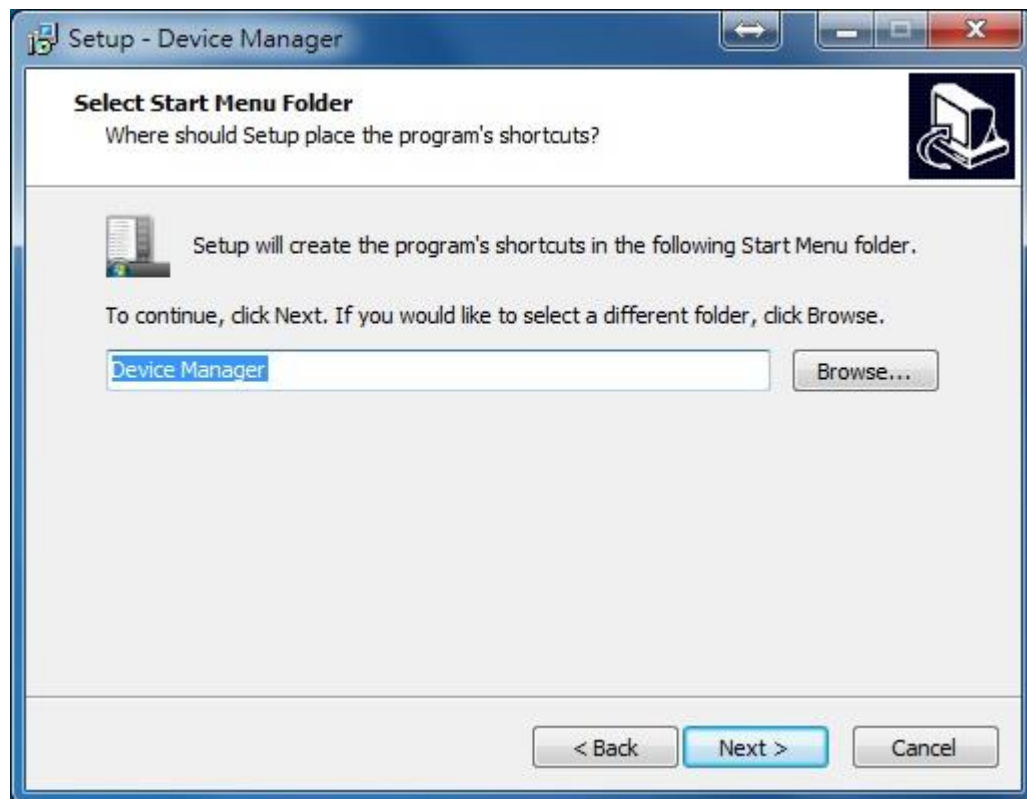 Setup - Device Manager
Select Start Menu Folder
Where should Setup place the program's shortcuts?
Setup will create the program's shortcuts in the following Start Menu folder.
To continue, click Next. If you would like to select a different folder, click Browse.
Device Manager
Browse...
< Back
Next >
Cancel